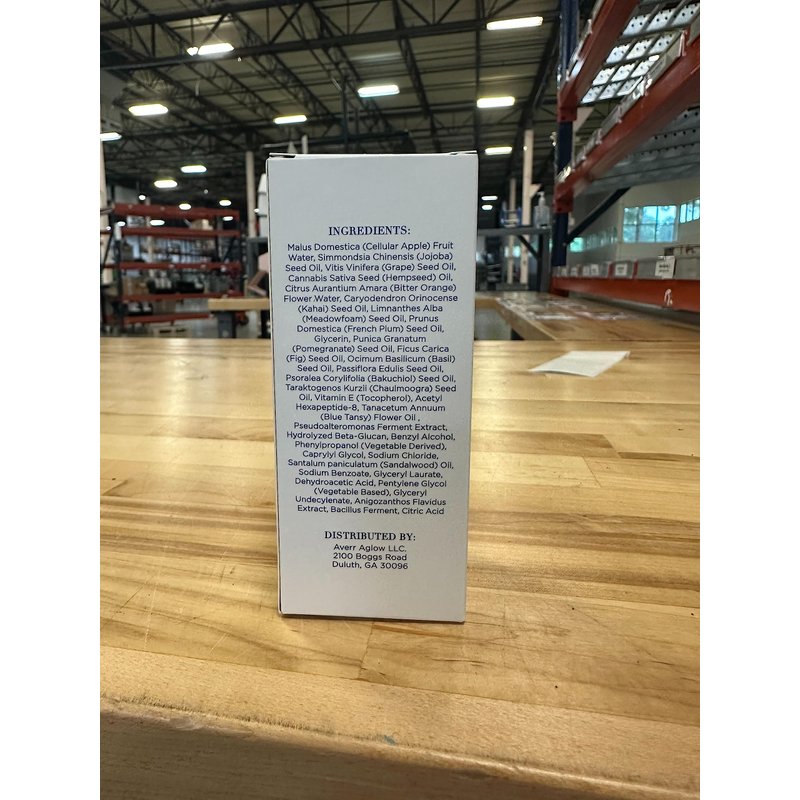 INGREDIENTS:
Malus Domestica (Cellular Apple) Fruit
Water, Simmondsia Chinensis (Jojoba)
Seed Oil, Vitis Vinifera (Grape) Seed Oil,
Cannabis Sativa Seed (Hempseed) Oil,
Citrus Aurantium Amara (Bitter Orange)
Flower Water, Caryodendron Orinocense
(Kahai) Seed Oil, Limnanthes Alba
(Meadowfoam) Seed Oil, Prunus
Domestica (French Plum) Seed Oil,
Glycerin, Punica Granatum
(Pomegranate) Seed Oil, Ficus Carica
(Fig) Seed Oil, Ocimum Basilicum (Basil)
Seed Oil, Passiflora Edulis Seed Oil,
Psoralea Corylifolia (Bakuchiol) Seed Oil,
Taraktogenos Kurzii (Chaulmoogra) Seed
Oil, Vitamin E (Tocopherol), Acetyl
Hexapeptide-8, Tanacetum Annuum
(Blue Tansy) Flower Oil ,
Pseudoalteromonas Ferment Extract,
Hydrolyzed Beta-Glucan, Benzyl Alcohol,
Phenylpropanol (Vegetable Derived),
Caprylyl Glycol, Sodium Chloride,
Santalum paniculatum (Sandalwood) Oil,
Sodium Benzoate, Glyceryl Laurate,
Dehydroacetic Acid, Pentylene Glycol
(Vegetable Based), Glyceryl
Undecylenate, Anigozanthos Flavidus
Extract, Bacillus Ferment, Citric Acid
DISTRIBUTED BY:
Averr Aglow LLC.
2100 Boggs Road
Duluth, GA 30096